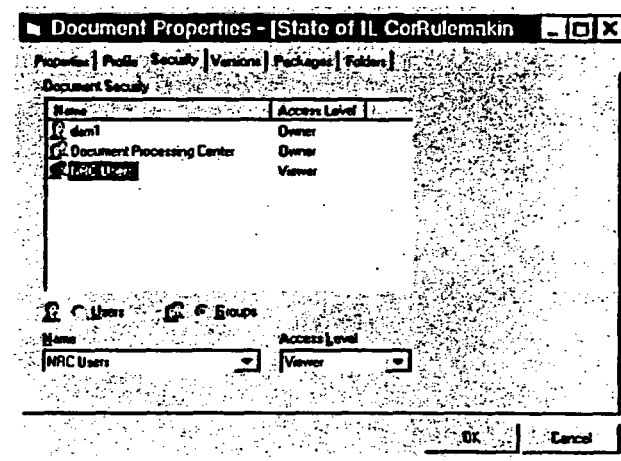 Document Properties - [State of IL CorRulemakin
Properties Profile Security Versions Packages Folders
Document Security
Name Access Level
dsm1 Owner
Document Processing Center Owner
NRC Users Viewer
Users Groups
Name Access Level
NRC Users Viewer
OK Cancel